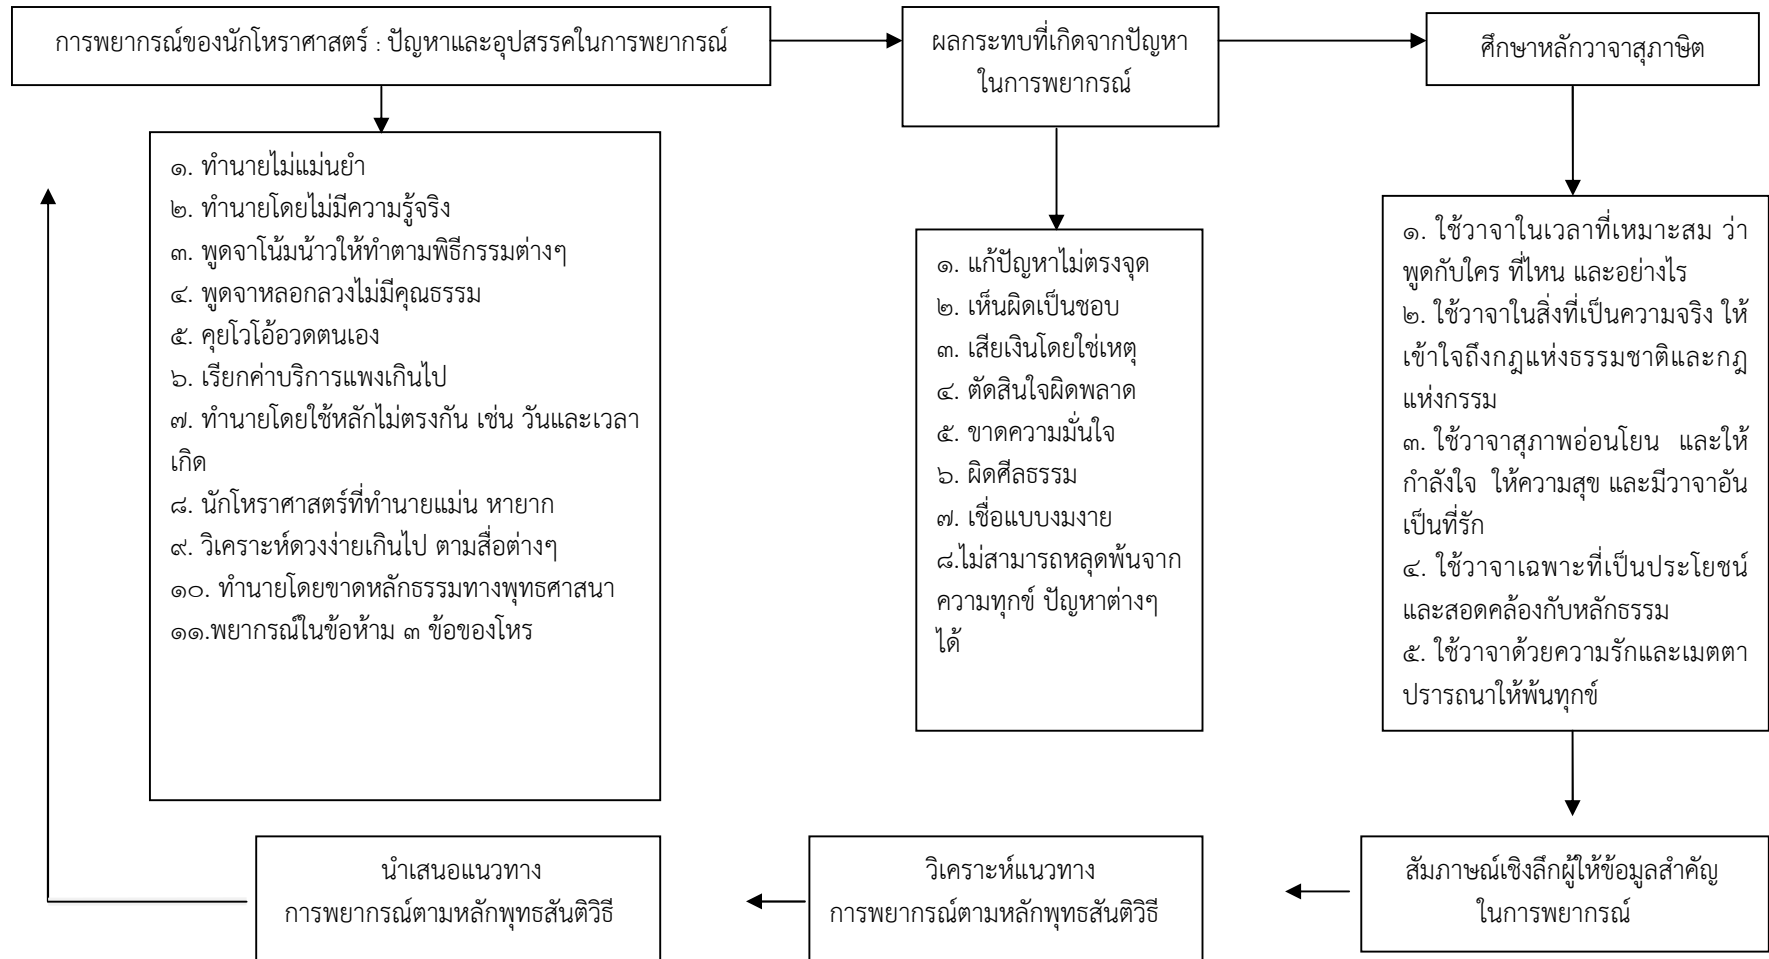 การพยากรณ์ของนักโหราศาสตร์ : ปัญหาและอุปสรรคในการพยากรณ์
ผลกระทบที่เกิดจากปัญหา
ในการพยากรณ์
ศึกษาหลักวาจาสุภาษิต
๑. ทำนายไม่แม่นยำ
๒. ทำนายโดยไม่มีความรู้จริง
๓. พูดจาโน้มน้าวให้ทำตามพิธีกรรมต่างๆ
๔. พูดจาหลอกลวงไม่มีคุณธรรม
๕. คุยโวโอ้อวดตนเอง
๖. เรียกค่าบริการแพงเกินไป
๗. ทำนายโดยใช้หลักไม่ตรงกัน เช่น วันและเวลา
เกิด
๘. นักโหราศาสตร์ที่ทำนายแม่น หายาก
๙. วิเคราะห์ดวงง่ายเกินไป ตามสื่อต่างๆ
๑๐. ทำนายโดยขาดหลักธรรมทางพุทธศาสนา
๑๑.พยากรณ์ในข้อห้าม ๓ ข้อของโหร
๑. แก้ปัญหาไม่ตรงจุด
๒. เห็นผิดเป็นชอบ
๓. เสียเงินโดยใช่เหตุ
๔. ตัดสินใจผิดพลาด
๕. ขาดความมั่นใจ
๖. ผิดศีลธรรม
๗. เชื่อแบบงมงาย
๘.ไม่สามารถหลุดพ้นจาก
ความทุกข์ ปัญหาต่างๆ
ได้
๑. ใช้วาจาในเวลาที่เหมาะสม ว่า
พูดกับใคร ที่ไหน และอย่างไร
๒. ใช้วาจาในสิ่งที่เป็นความจริง ให้
เข้าใจถึงกฎแห่งธรรมชาติและกฎ
แห่งกรรม
๓. ใช้วาจาสุภาพอ่อนโยน และให้
กำลังใจ ให้ความสุข และมีวาจาอัน
เป็นที่รัก
๔. ใช้วาจาเฉพาะที่เป็นประโยชน์
และสอดคล้องกับหลักธรรม
๕. ใช้วาจาด้วยความรักและเมตตา
ปรารถนาให้พ้นทุกข์
นำเสนอแนวทาง
การพยากรณ์ตามหลักพุทธสันติวิธี
วิเคราะห์แนวทาง
การพยากรณ์ตามหลักพุทธสันติวิธี
สัมภาษณ์เชิงลึกผู้ให้ข้อมูลสำคัญ
ในการพยากรณ์